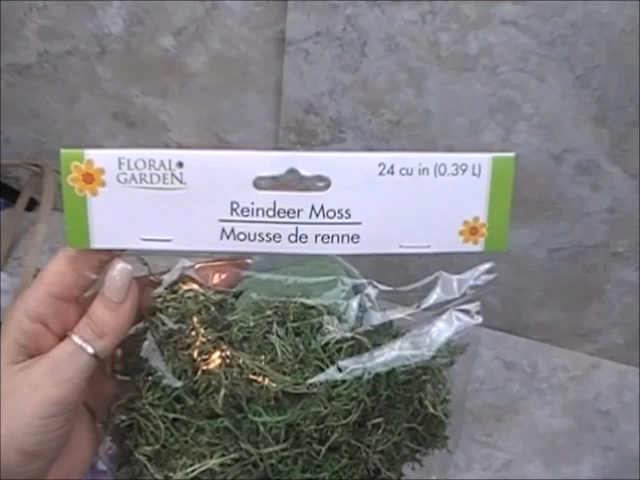 FLORAL
GARDEN
24 cu in (0.39 L)
Reindeer Moss
Mousse de renne